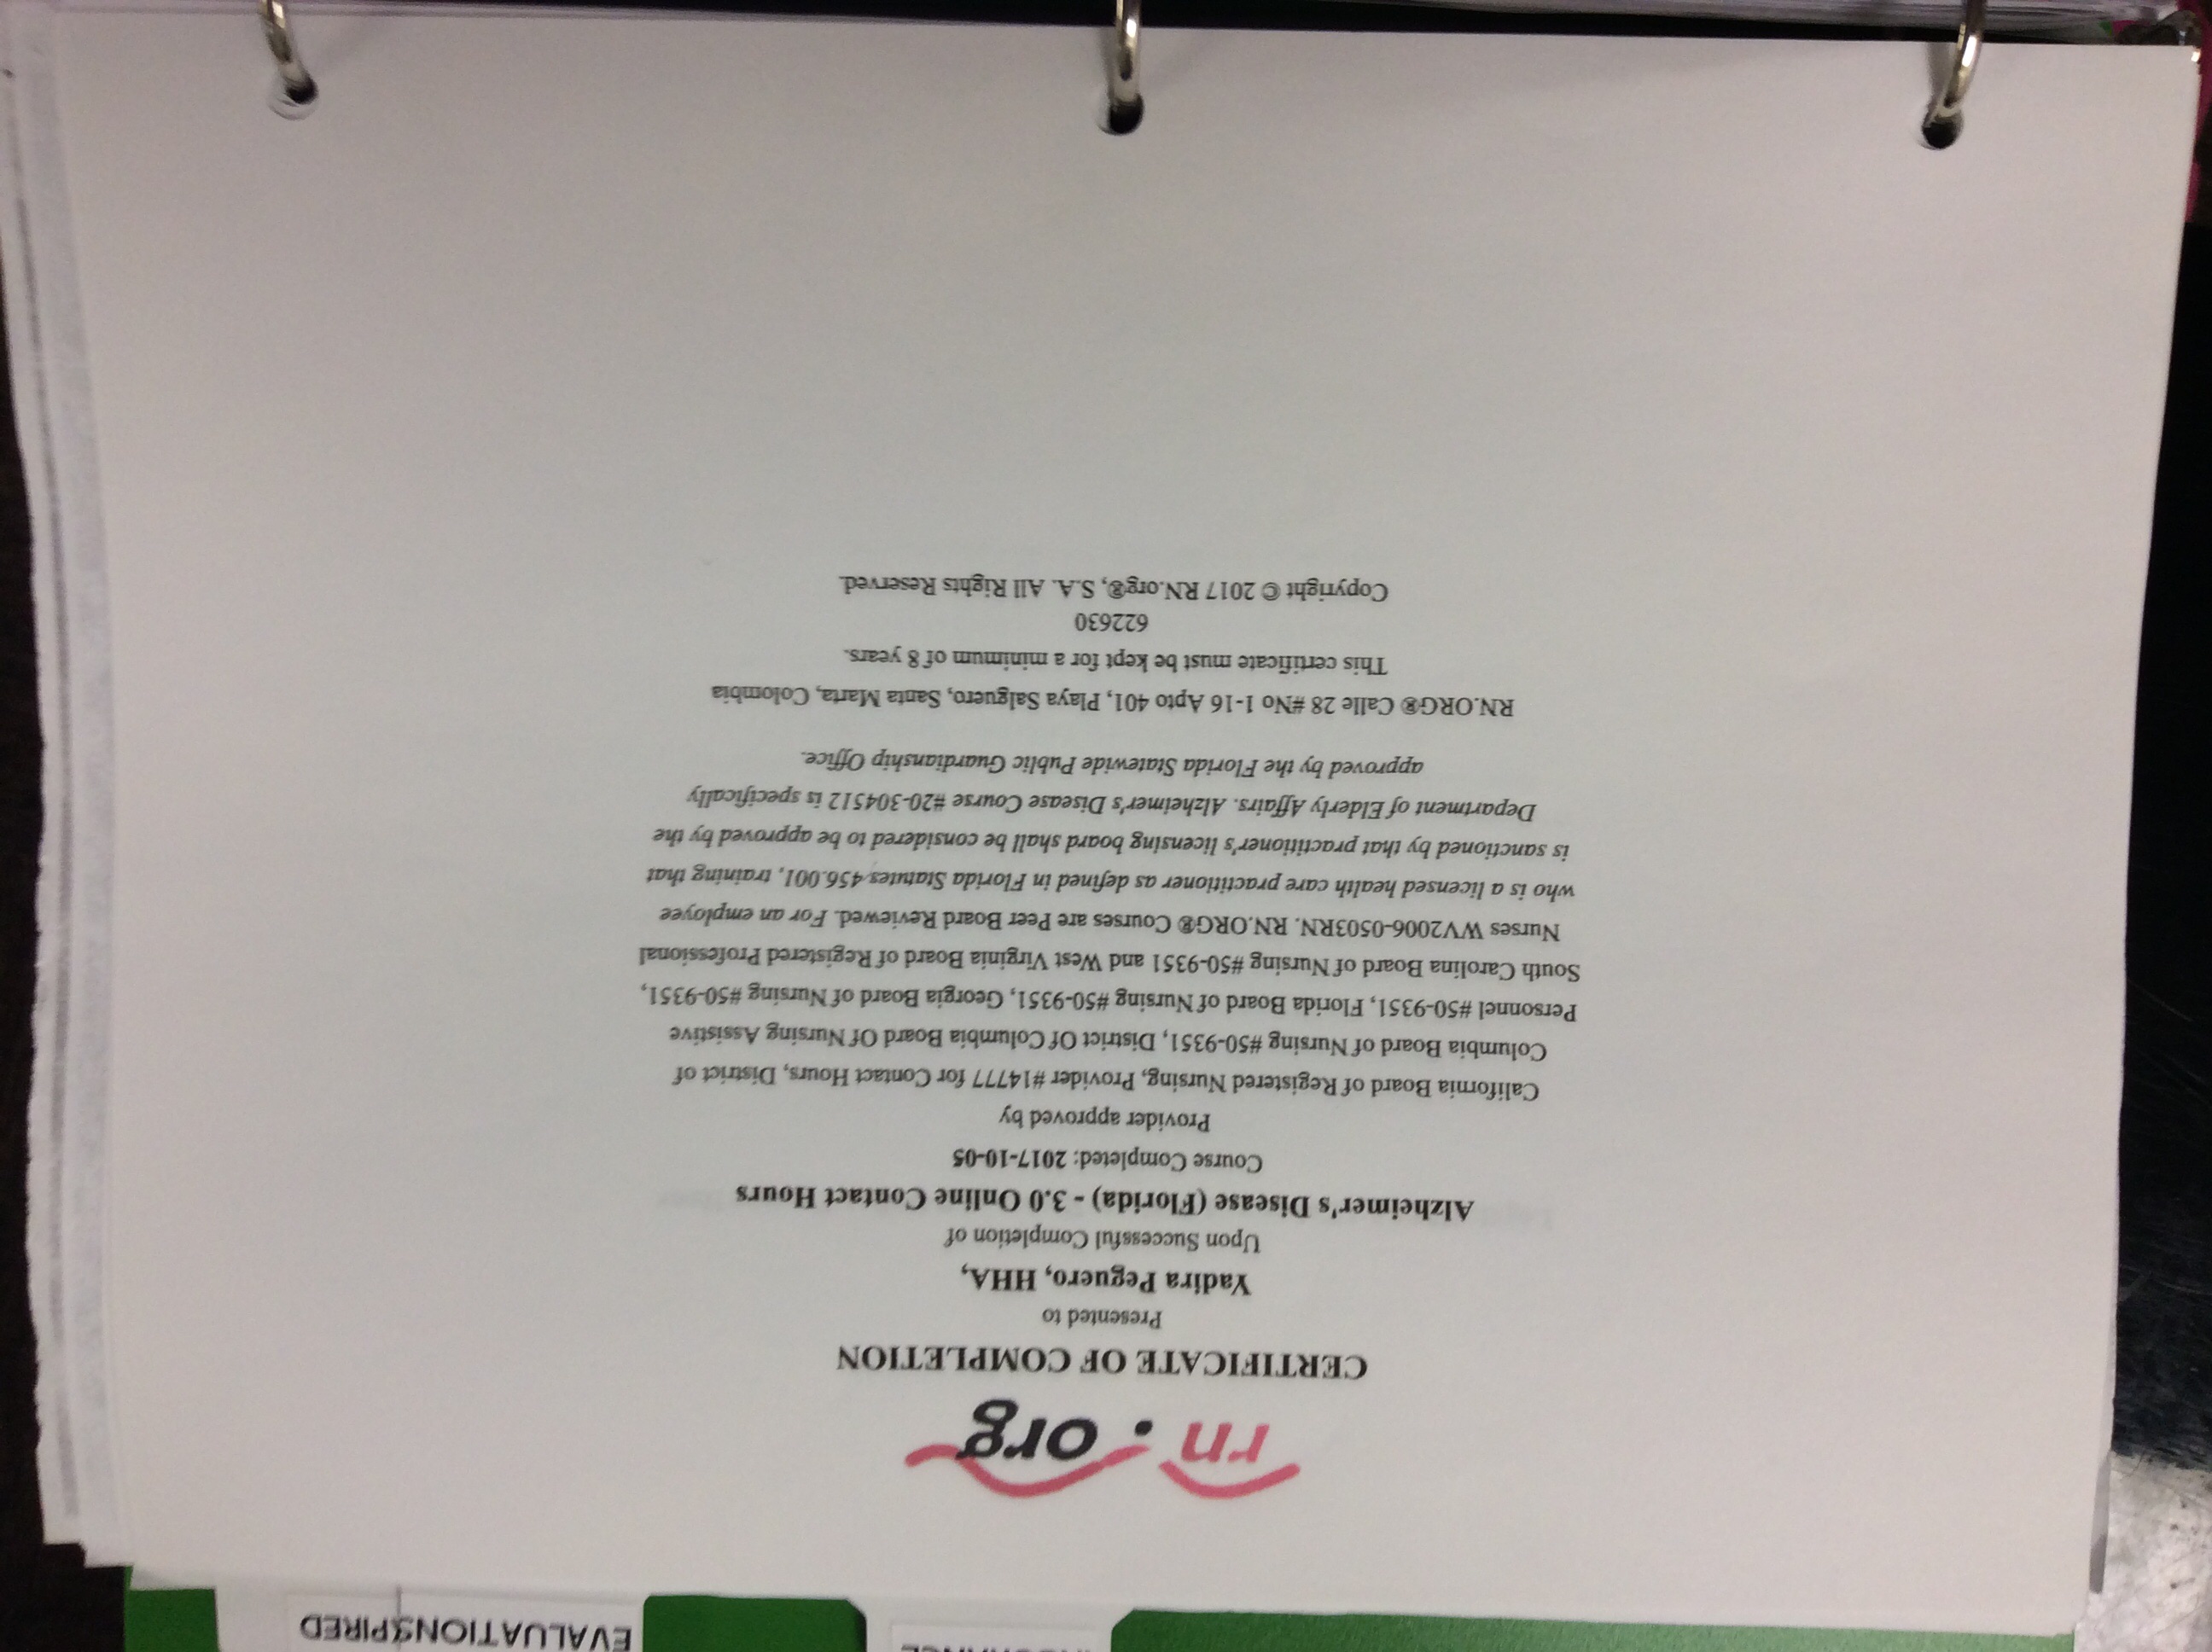 EVALUATIONS
PIRED
rn.org
CERTIFICATE OF COMPLETION
Presented to
Yadira Peguero, HHA,
Upon Successful Completion of
Alzheimer's Disease (Florida) - 3.0 Online Contact Hours
Course Completed: 2017-10-05
Provider approved by
California Board of Registered Nursing, Provider #14777 for Contact Hours, District of
Columbia Board of Nursing #50-9351, District Of Columbia Board Of Nursing Assistive
Personnel #50-9351, Florida Board of Nursing #50-9351, Georgia Board of Nursing #50-9351,
South Carolina Board of Nursing #50-9351 and West Virginia Board of Registered Professional
Nurses WV2006-0503RN. RN.ORG® Courses are Peer Board Reviewed. For an employee
who is a licensed health care practitioner as defined in Florida Statutes 456.001, training that
is sanctioned by that practitioner's licensing board shall be considered to be approved by the
Department of Elderly Affairs. Alzheimer's Disease Course #20-304512 is specifically
approved by the Florida Statewide Public Guardianship Office.
RN.ORG® Calle 28 #No 1-16 Apto 401, Playa Salguero, Santa Marta, Colombia
This certificate must be kept for a minimum of 8 years.
622630
Copyright © 2017 RN.org®, S.A. All Rights Reserved.